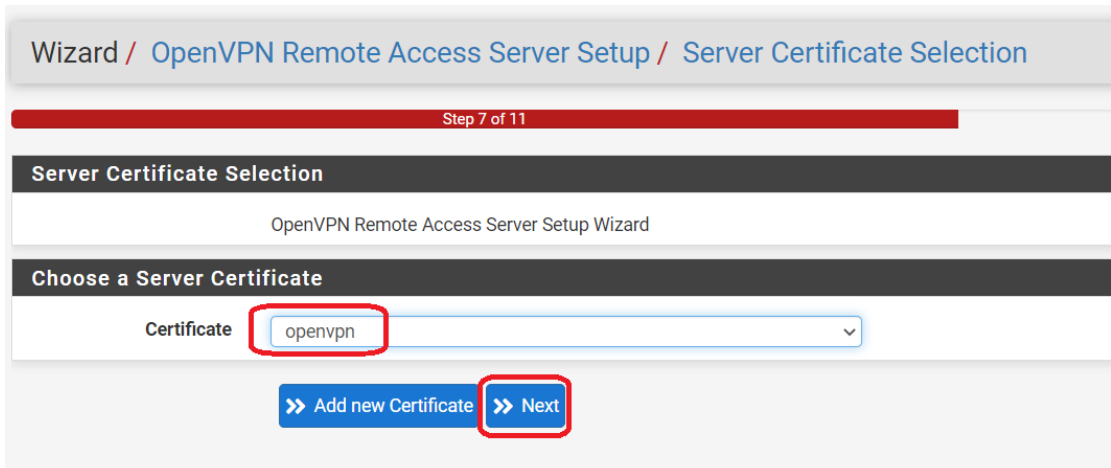 Wizard / OpenVPN Remote Access Server Setup / Server Certificate Selection
Step 7 of 11
Server Certificate Selection
OpenVPN Remote Access Server Setup Wizard
Choose a Server Certificate
Certificate openvpn
Add new Certificate Next